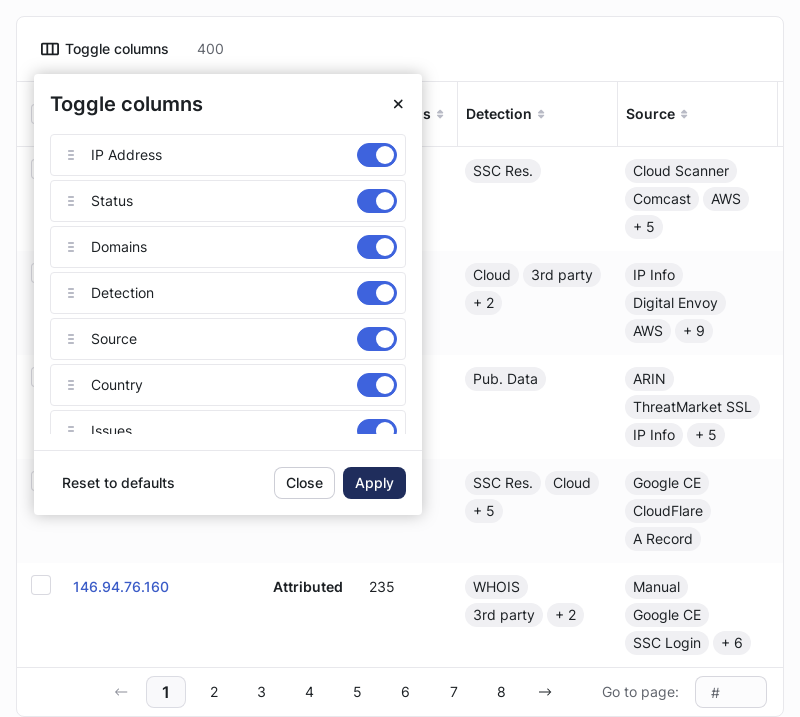 Toggle columns 400
Toggle columns
s Detection Source
IP Address
Status
Domains
Detection
Source
Country
Issues
Reset to defaults Close Apply
SSC Res. Cloud Scanner
Comcast AWS
+ 5
Cloud 3rd party IP Info
+ 2 Digital Envoy
AWS + 9
Pub. Data ARIN
ThreatMarket SSL
IP Info + 5
SSC Res. Cloud Google CE
+ 5 CloudFlare
A Record
146.94.76.160 Attributed 235 WHOIS Manual
3rd party + 2 Google CE
SSC Login + 6
← 1 2 3 4 5 6 7 8 → Go to page: #